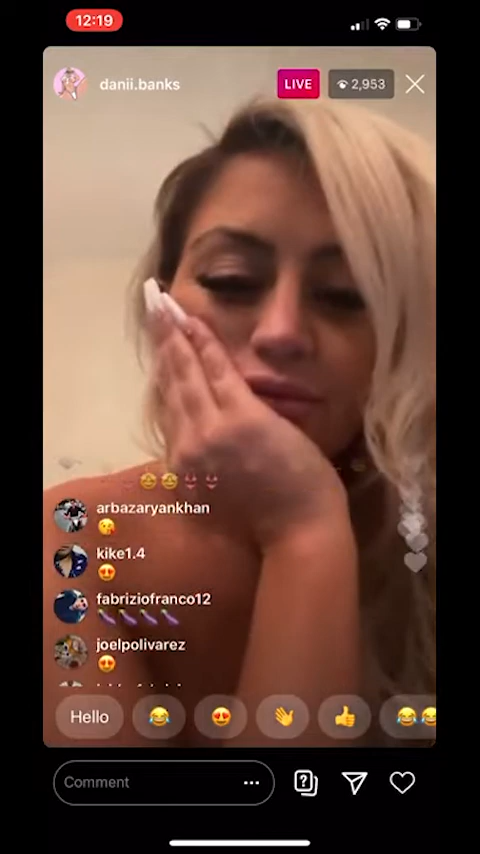 12:19
danii.banks
LIVE
2,953
arbazaryankhan
kike1.4
fabriziofranco12
joelpolivarez
Hello
Comment